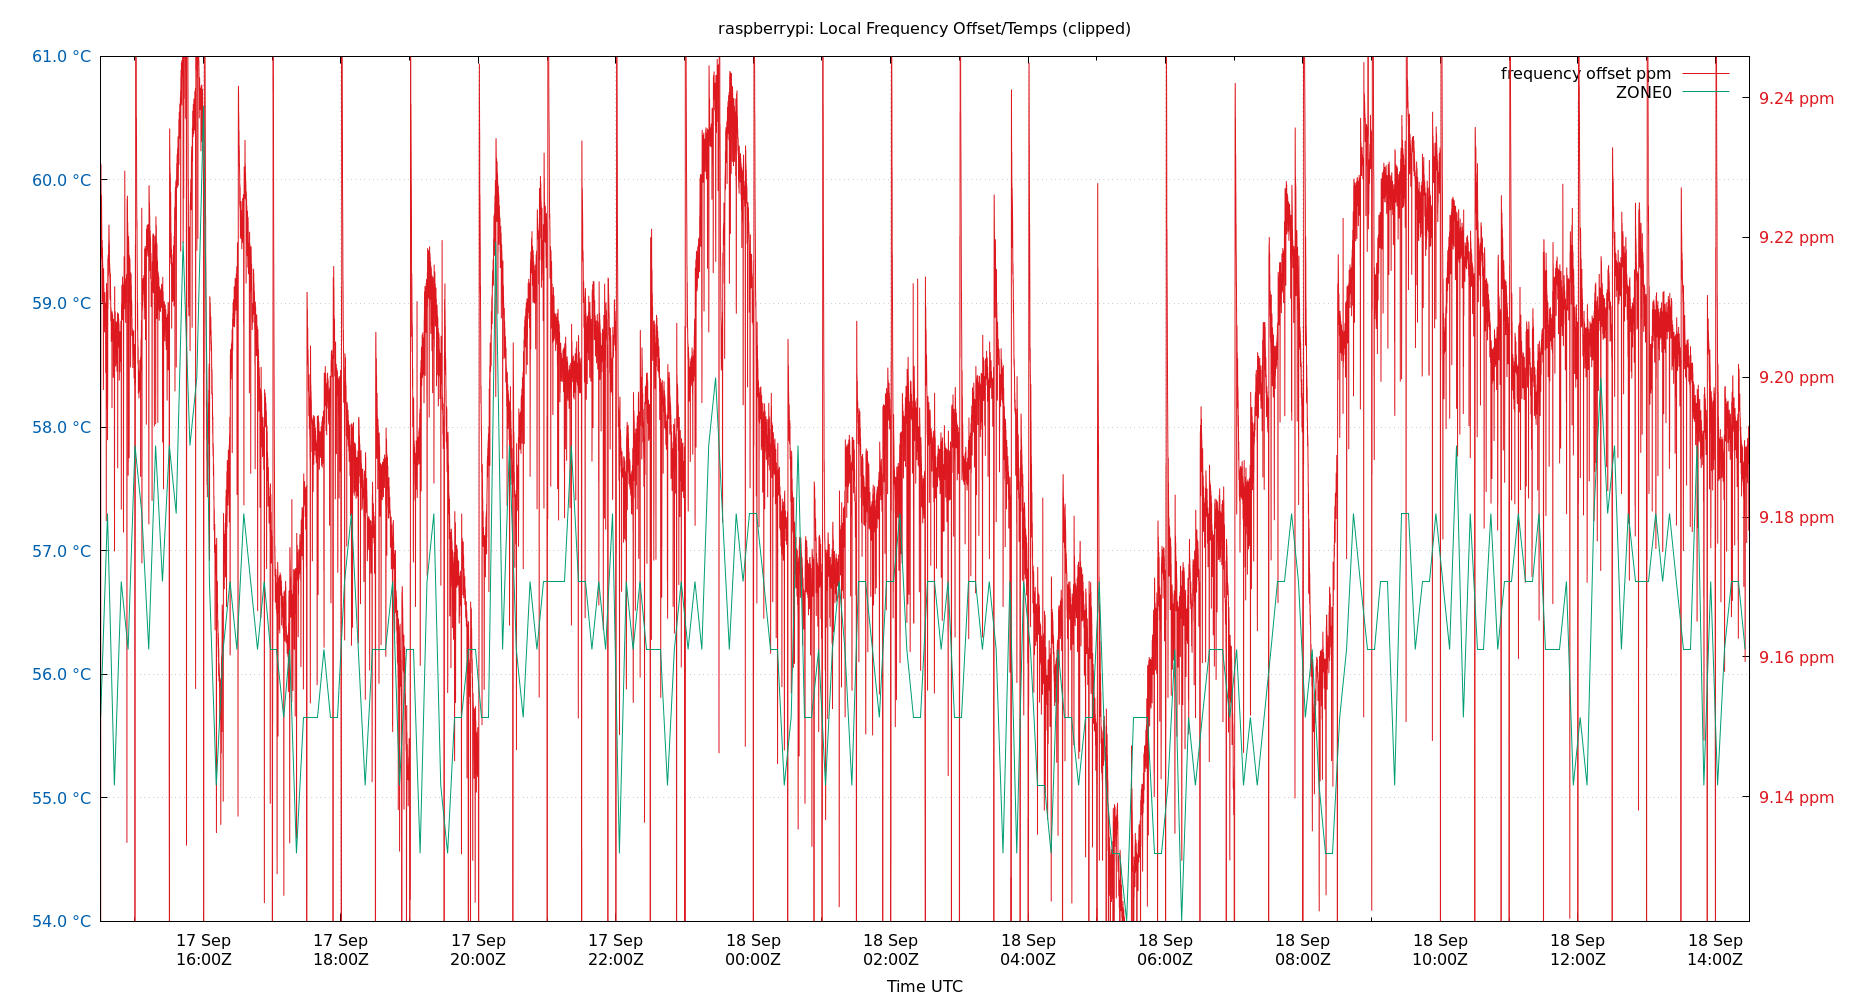 raspberrypi: Local Frequency Offset/Temps (clipped)
61.0 °C
60.0 °C
59.0 °C
58.0 °C
57.0 °C
56.0 °C
55.0 °C
54.0 °C
frequency offset ppm
ZONE0
9.24 ppm
9.22 ppm
9.20 ppm
9.18 ppm
9.16 ppm
9.14 ppm
17 Sep 17 Sep 17 Sep 17 Sep 18 Sep 18 Sep 18 Sep 18 Sep 18 Sep 18 Sep 18 Sep 18 Sep
16:00Z 18:00Z 20:00Z 22:00Z 00:00Z 02:00Z 04:00Z 06:00Z 08:00Z 10:00Z 12:00Z 14:00Z
Time UTC